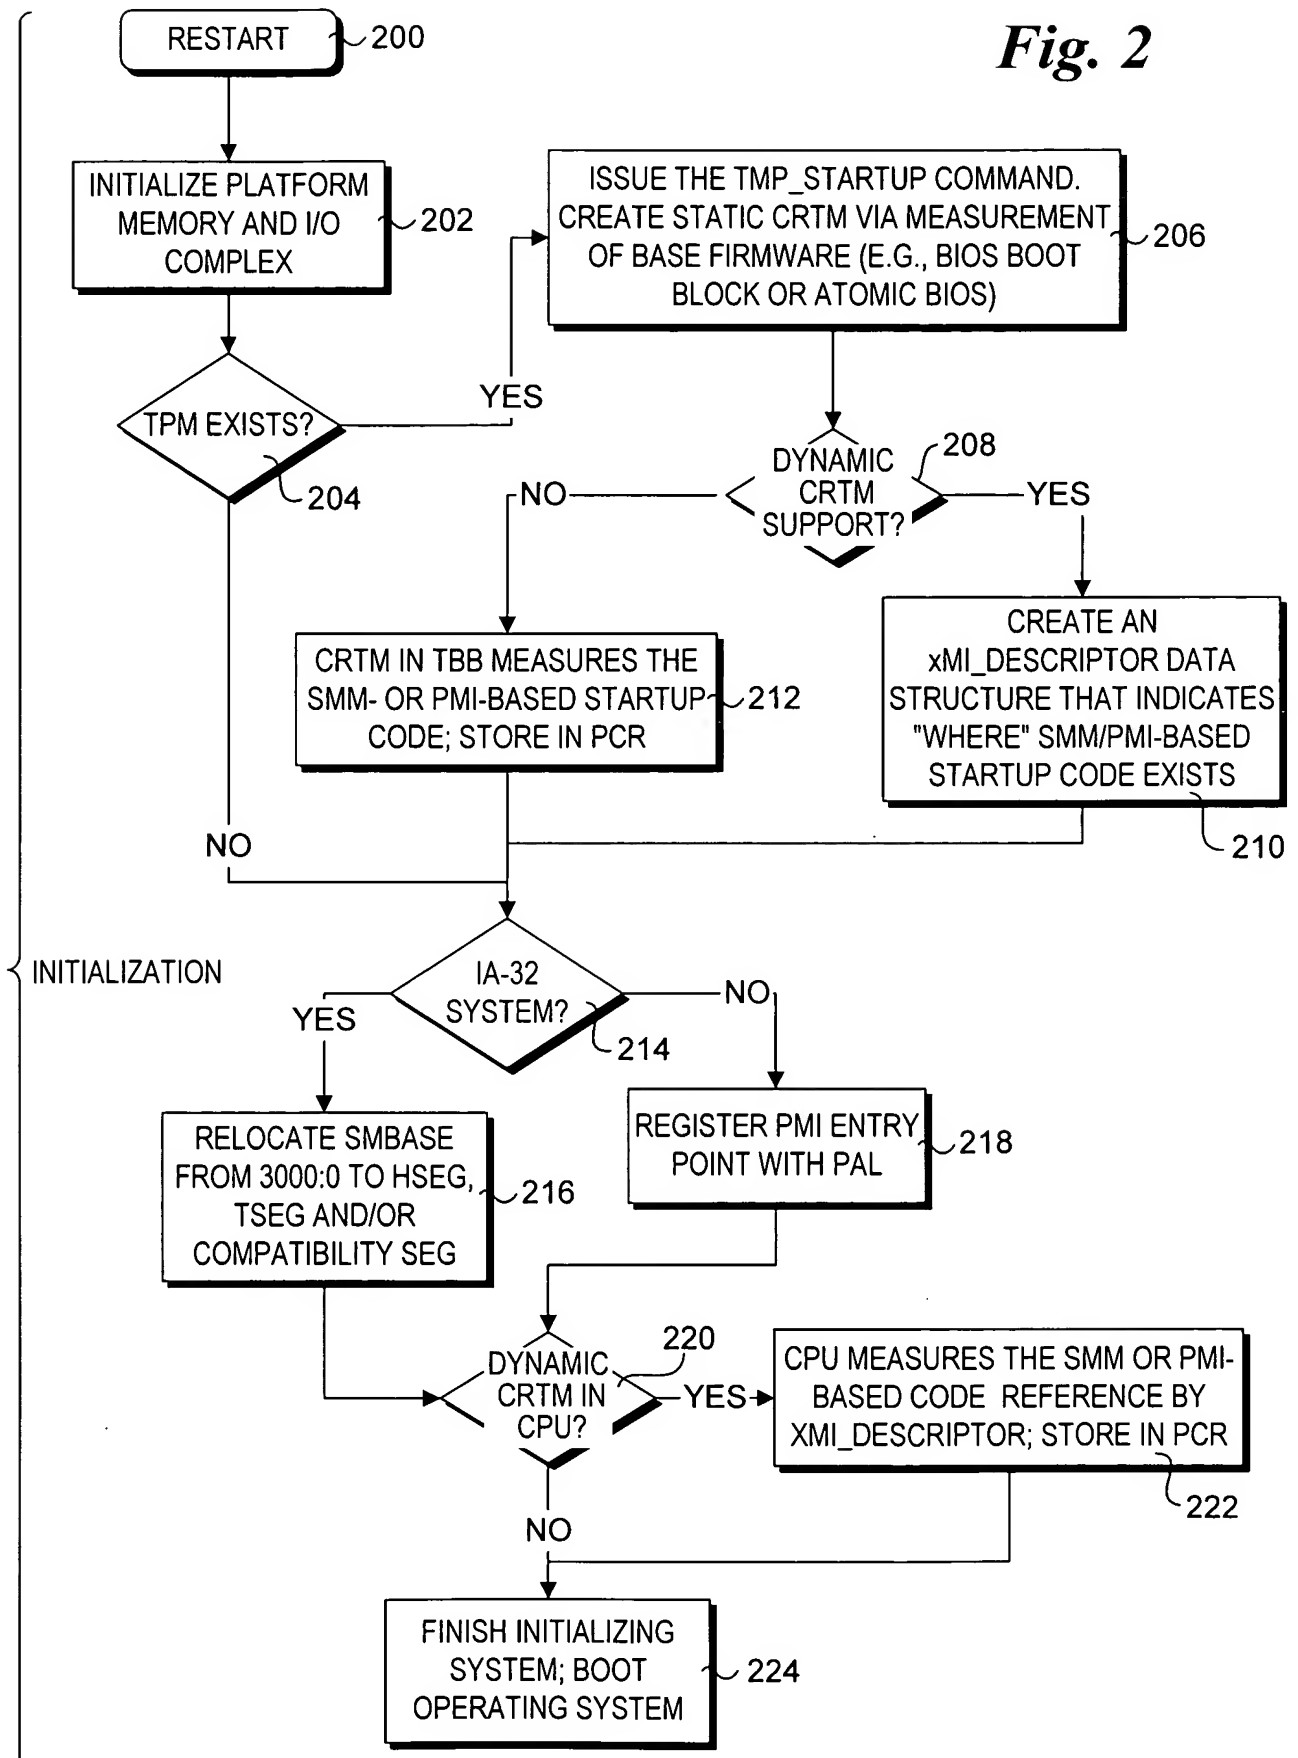 Fig. 2
RESTART
200
INITIALIZE PLATFORM
MEMORY AND I/O
COMPLEX
202
TPM EXISTS?
204
YES
NO
ISSUE THE TMP_STARTUP COMMAND.
CREATE STATIC CRTM VIA MEASUREMENT
OF BASE FIRMWARE (E.G., BIOS BOOT
BLOCK OR ATOMIC BIOS)
206
DYNAMIC
CRTM
SUPPORT?
208
NO
YES
CRTM IN TBB MEASURES THE
SMM- OR PMI-BASED STARTUP
CODE; STORE IN PCR
212
CREATE AN
xMI_DESCRIPTOR DATA
STRUCTURE THAT INDICATES
"WHERE" SMM/PMI-BASED
STARTUP CODE EXISTS
210
INITIALIZATION
IA-32
SYSTEM?
214
YES
NO
RELOCATE SMBASE
FROM 3000:0 TO HSEG,
TSEG AND/OR
COMPATIBILITY SEG
216
REGISTER PMI ENTRY
POINT WITH PAL
218
DYNAMIC
CRTM IN
CPU?
220
YES
NO
CPU MEASURES THE SMM OR PMI-
BASED CODE REFERENCE BY
XMI_DESCRIPTOR; STORE IN PCR
222
FINISH INITIALIZING
SYSTEM; BOOT
OPERATING SYSTEM
224